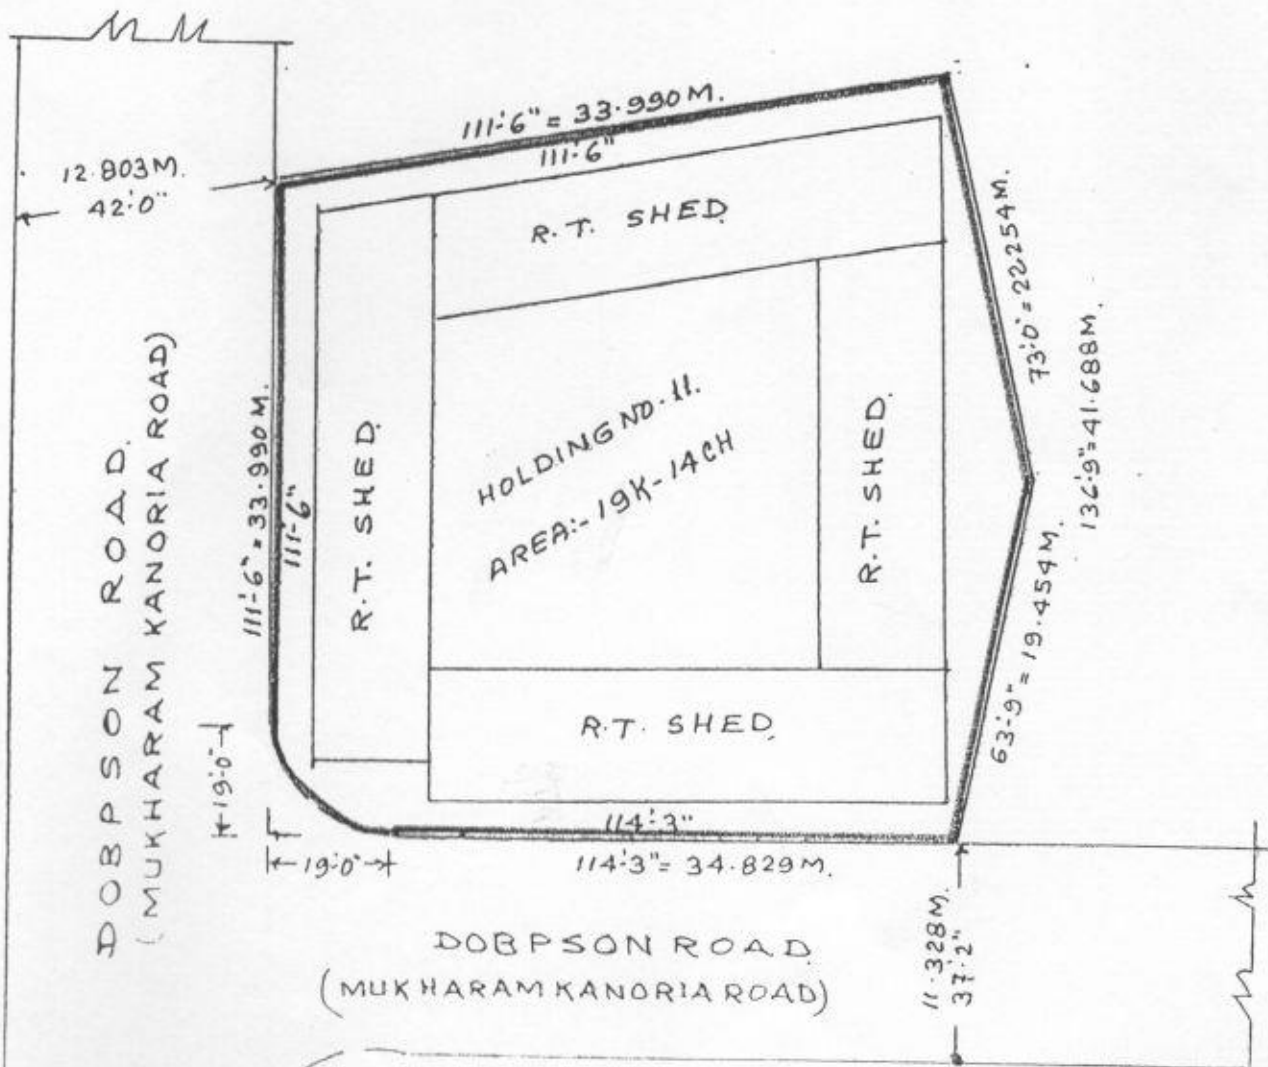 111'-6" = 33.990 M.
111'-6"
12.803 M.
42'-0"
R.T. SHED
73'-0" = 22.254 M.
136'-9" = 41.688 M.
HOLDING NO. 11.
AREA:- 19K-14CH
R.T. SHED.
R.T. SHED.
111'-6" = 33.990 M.
111'-6"
DOBPSON ROAD.
(MUKHARAM KANORIA ROAD)
63'-9" = 19.454 M.
R.T. SHED.
19'-0"
114'-3"
19'-0"
114'-3" = 34.829 M.
11.328 M.
37'-2"
DOBPSON ROAD
(MUKHARAM KANORIA ROAD)